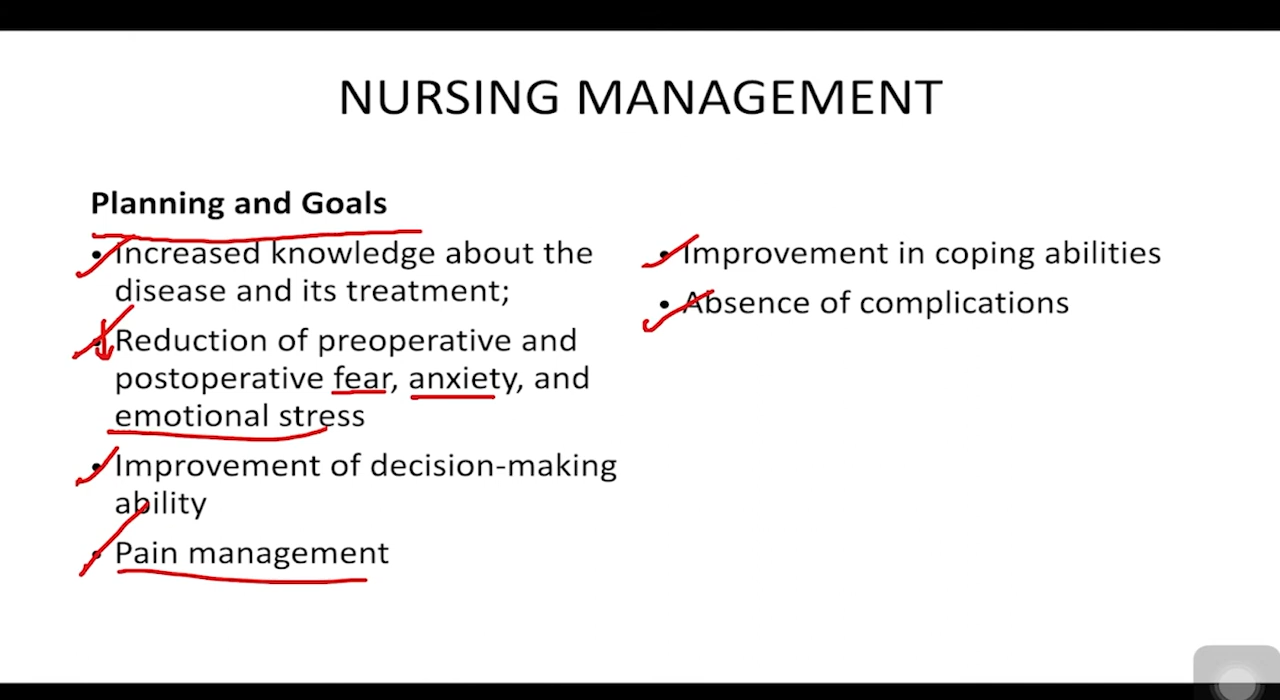 NURSING MANAGEMENT
Planning and Goals
• Increased knowledge about the
disease and its treatment;
• Reduction of preoperative and
postoperative fear, anxiety, and
emotional stress
• Improvement of decision-making
ability
• Pain management
• Improvement in coping abilities
• Absence of complications